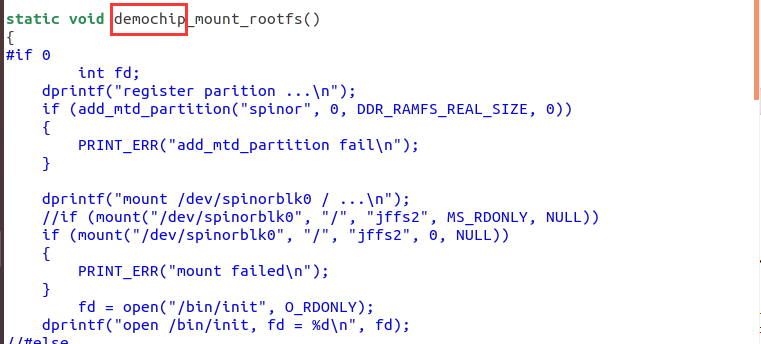 static void demochip_mount_rootfs()
{
#if 0
        int fd;
    dprintf("register parition ...\n");
    if (add_mtd_partition("spinor", 0, DDR_RAMFS_REAL_SIZE, 0))
    {
        PRINT_ERR("add_mtd_partition fail\n");
    }

    dprintf("mount /dev/spinorblk0 / ...\n");
    //if (mount("/dev/spinorblk0", "/", "jffs2", MS_RDONLY, NULL))
    if (mount("/dev/spinorblk0", "/", "jffs2", 0, NULL))
    {
        PRINT_ERR("mount failed\n");
    }
        fd = open("/bin/init", O_RDONLY);
    dprintf("open /bin/init, fd = %d\n", fd);
//#else